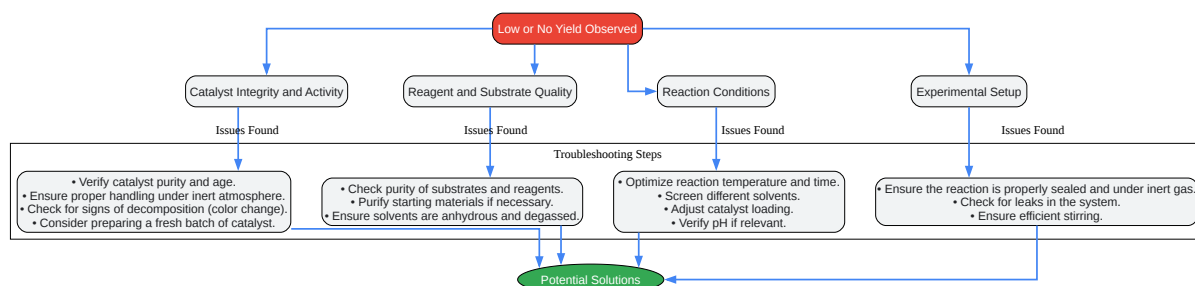 Low or No Yield Observed
Catalyst Integrity and Activity
Reagent and Substrate Quality
Reaction Conditions
Experimental Setup
Issues Found
Issues Found
Issues Found
Issues Found
Troubleshooting Steps
• Verify catalyst purity and age.
• Ensure proper handling under inert atmosphere.
• Check for signs of decomposition (color change).
• Consider preparing a fresh batch of catalyst.
• Check purity of substrates and reagents.
• Purify starting materials if necessary.
• Ensure solvents are anhydrous and degassed.
• Optimize reaction temperature and time.
• Screen different solvents.
• Adjust catalyst loading.
• Verify pH if relevant.
• Ensure the reaction is properly sealed and under inert gas.
• Check for leaks in the system.
• Ensure efficient stirring.
Potential Solutions